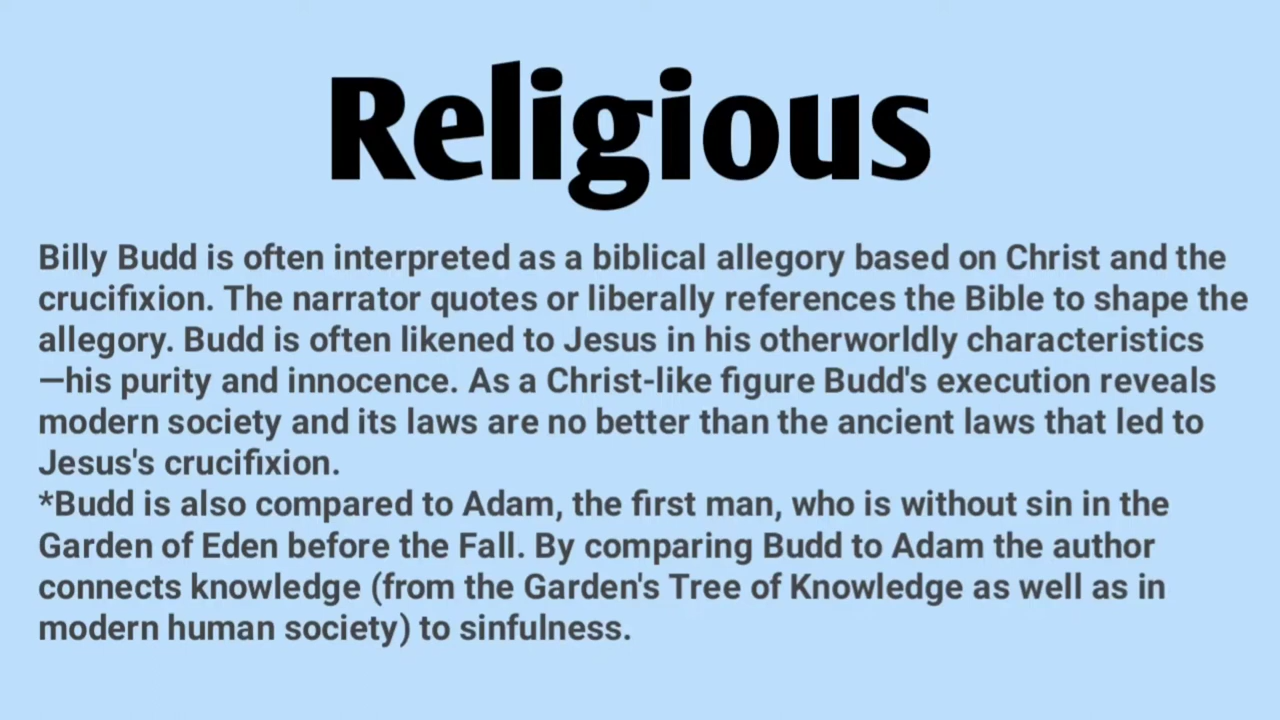 Religious
Billy Budd is often interpreted as a biblical allegory based on Christ and the
crucifixion. The narrator quotes or liberally references the Bible to shape the
allegory. Budd is often likened to Jesus in his otherworldly characteristics
—his purity and innocence. As a Christ-like figure Budd's execution reveals
modern society and its laws are no better than the ancient laws that led to
Jesus's crucifixion.
*Budd is also compared to Adam, the first man, who is without sin in the
Garden of Eden before the Fall. By comparing Budd to Adam the author
connects knowledge (from the Garden's Tree of Knowledge as well as in
modern human society) to sinfulness.